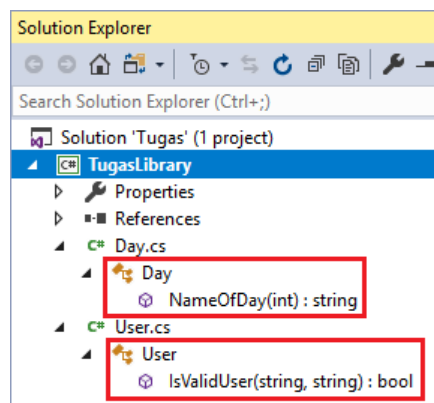 Solution Explorer
Search Solution Explorer (Ctrl+;)
Solution 'Tugas' (1 project)
C# TugasLibrary
Properties
References
C# Day.cs
Day
NameOfDay(int) : string
C# User.cs
User
IsValidUser(string, string) : bool